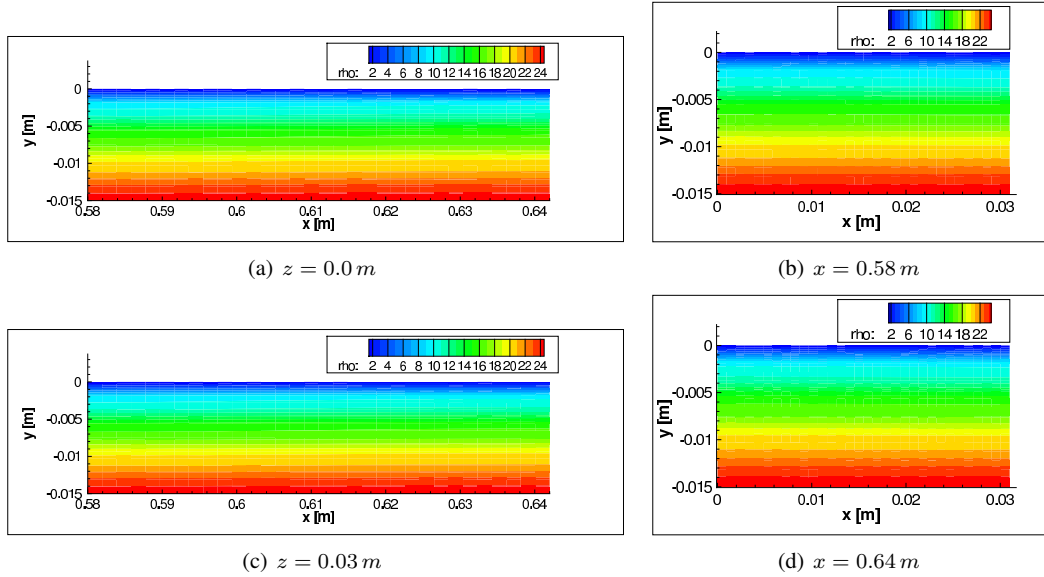 rho: 2 4 6 8 10 12 14 16 18 20 22 24
y [m]
0
-0.005
-0.01
-0.015
0.58 0.59 0.6 0.61 0.62 0.63 0.64
x [m]
(a) z = 0.0 m
rho: 2 6 10 14 18 22
y [m]
0
-0.005
-0.01
-0.015
0 0.01 0.02 0.03
x [m]
(b) x = 0.58 m
rho: 2 4 6 8 10 12 14 16 18 20 22 24
y [m]
0
-0.005
-0.01
-0.015
0.58 0.59 0.6 0.61 0.62 0.63 0.64
x [m]
(c) z = 0.03 m
rho: 2 6 10 14 18 22
y [m]
0
-0.005
-0.01
-0.015
0 0.01 0.02 0.03
x [m]
(d) x = 0.64 m